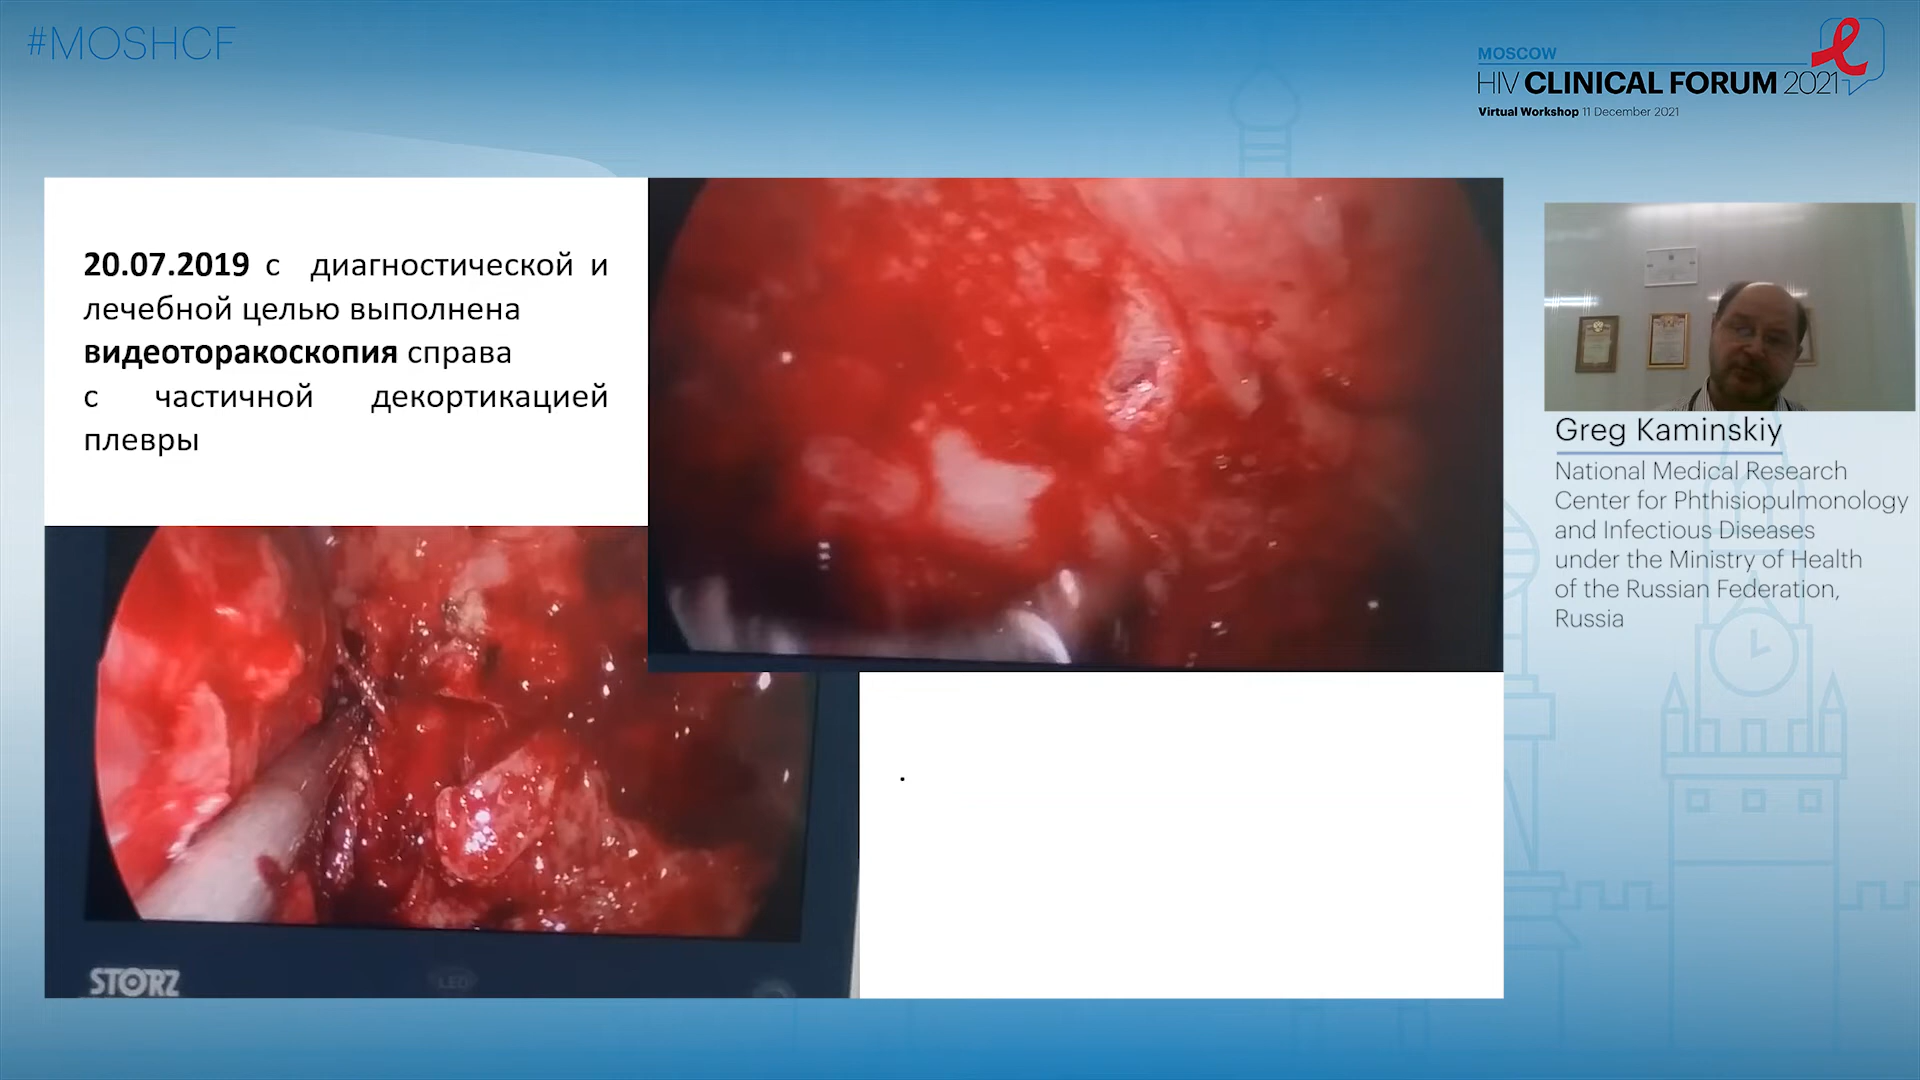 #MOSHCF
MOSCOW
HIV CLINICAL FORUM 2021
Virtual Workshop 11 December 2021
20.07.2019 с диагностической и
лечебной целью выполнена
видеоторакоскопия справа
с частичной декортикацией
плевры
.
STORZ
LED
Greg Kaminskiy
National Medical Research
Center for Phthisiopulmonology
and Infectious Diseases
under the Ministry of Health
of the Russian Federation,
Russia